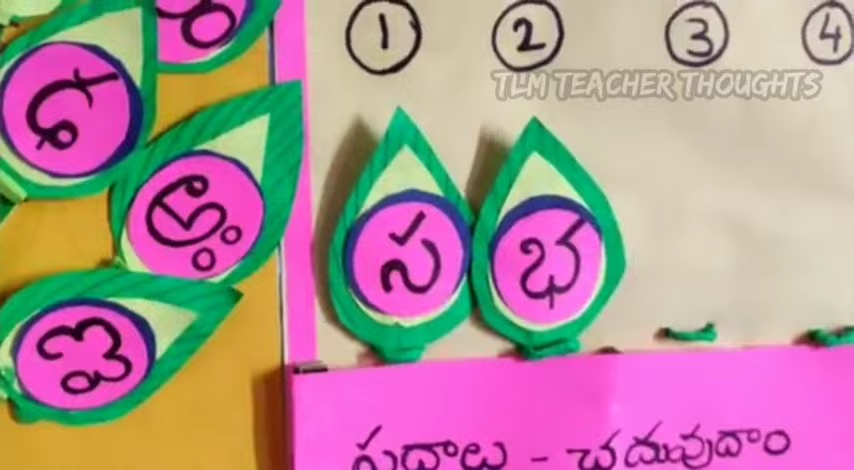 ① ② ③ ④
TLM TEACHER THOUGHTS
గ
అః
స భ
ఐ
పదాలు - చదువుదాం